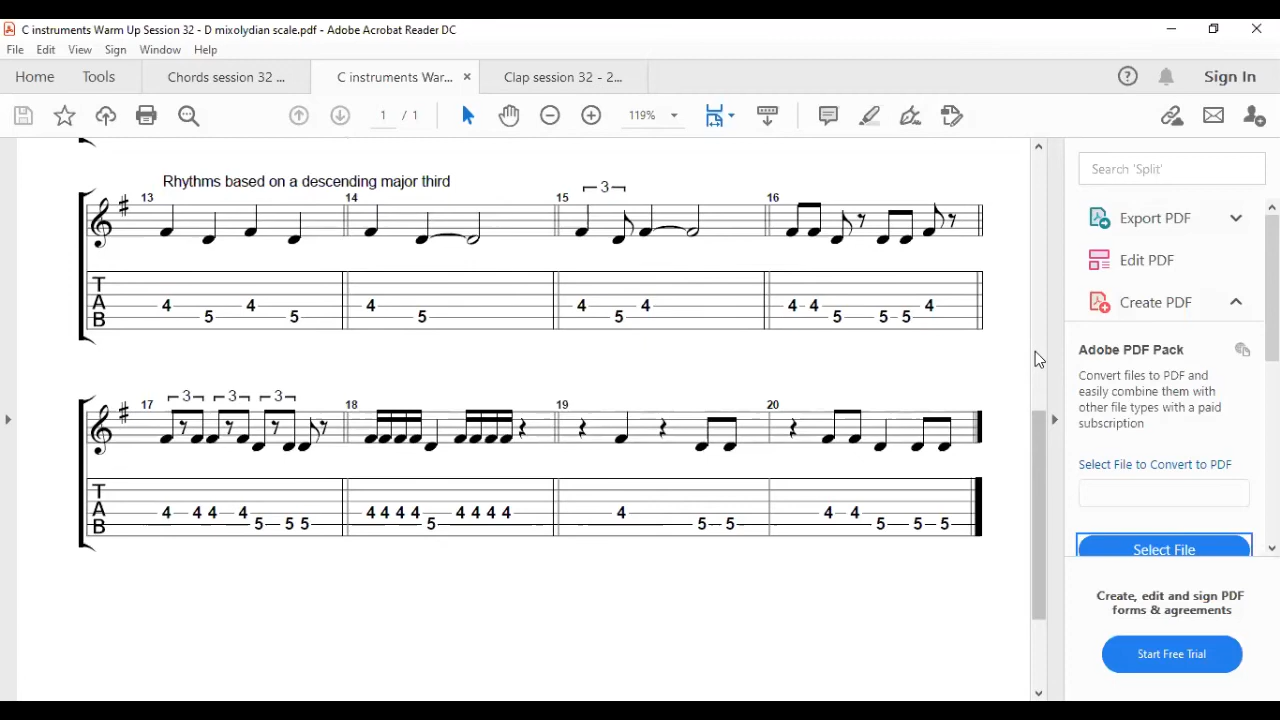 C instruments Warm Up Session 32 - D mixolydian scale.pdf - Adobe Acrobat Reader DC
File Edit View Sign Window Help
Home Tools Chords session 32 ... C instruments War... × Clap session 32 - 2... Sign In
1 / 1 119%
Rhythms based on a descending major third
13 14 15 3 16
T
A
B
4 5 4 5 4 5 4 5 4 4 4 5 5 5 4
17 3 3 3 18 19 20
T
A
B
4 4 4 4 5 5 5 4 4 4 4 5 4 4 4 4 4 5 5 4 4 5 5 5
Search 'Split'
Export PDF
Edit PDF
Create PDF
Adobe PDF Pack
Convert files to PDF and
easily combine them with
other file types with a paid
subscription
Select File to Convert to PDF
Select File
Create, edit and sign PDF
forms & agreements
Start Free Trial